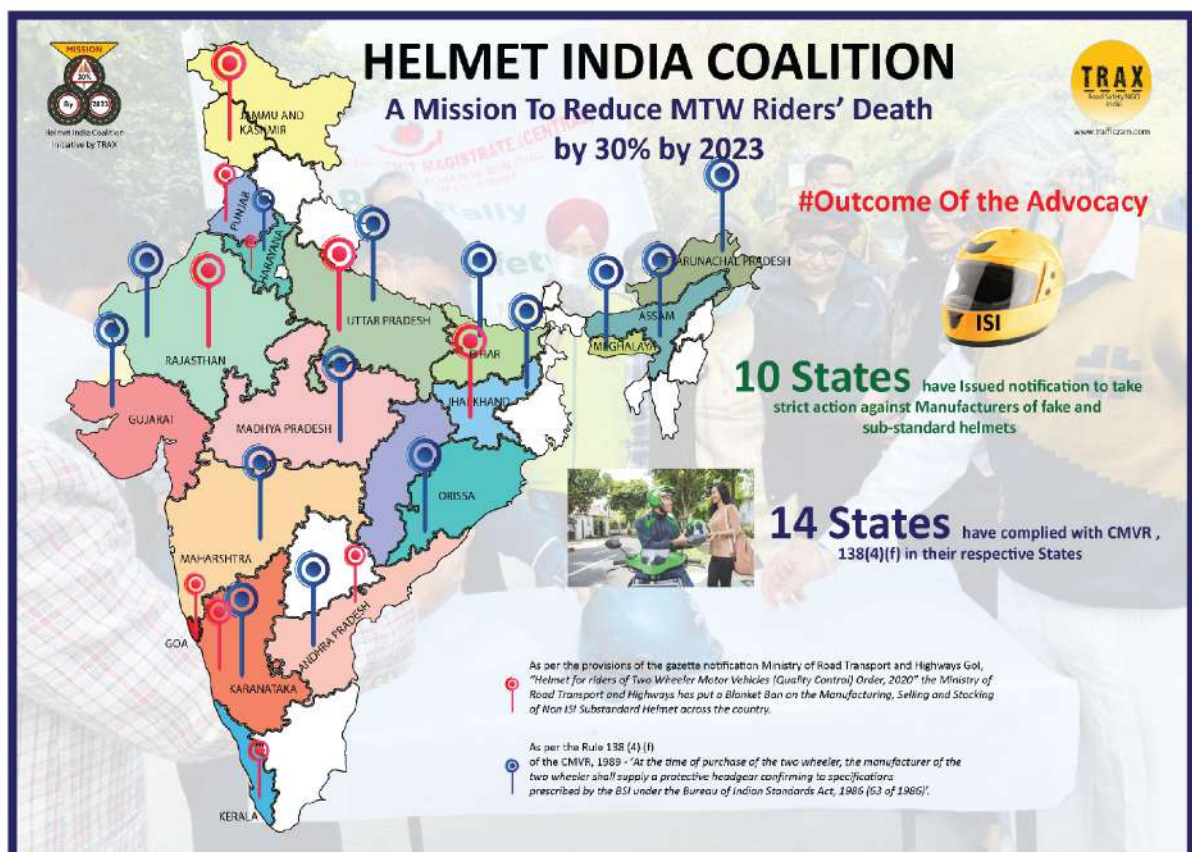 MISSION
30%
By
2023
Helmet India Coalition
Initiative by TRAX
HELMET INDIA COALITION
A Mission To Reduce MTW Riders' Death
by 30% by 2023
TRAX
Road Safety NGO
India
www.trafficzam.com
#Outcome Of the Advocacy
ISI
10 States have Issued notification to take
strict action against Manufacturers of fake and
sub-standard helmets
14 States have complied with CMVR ,
138(4)(f) in their respective States
JAMMU AND
KASHMIR
PUNJAB
HARAYANA
RAJASTHAN
UTTAR PRADESH
BIHAR
ARUNACHAL PRADESH
ASSAM
MEGHALAYA
GUJARAT
MADHYA PRADESH
JHARKHAND
ORISSA
MAHARSHTRA
GOA
KARANATAKA
ANDHRA PRADESH
KERALA
As per the provisions of the gazette notification Ministry of Road Transport and Highways GoI,
"Helmet for riders of Two Wheeler Motor Vehicles (Quality Control) Order, 2020" the Ministry of
Road Transport and Highways has put a Blanket Ban on the Manufacturing, Selling and Stocking
of Non ISI Substandard Helmet across the country.
As per the Rule 138 (4) (f)
of the CMVR, 1989 - 'At the time of purchase of the two wheeler, the manufacturer of the
two wheeler shall supply a protective headgear confirming to specifications
prescribed by the BSI under the Bureau of Indian Standards Act, 1986 (63 of 1986)'.